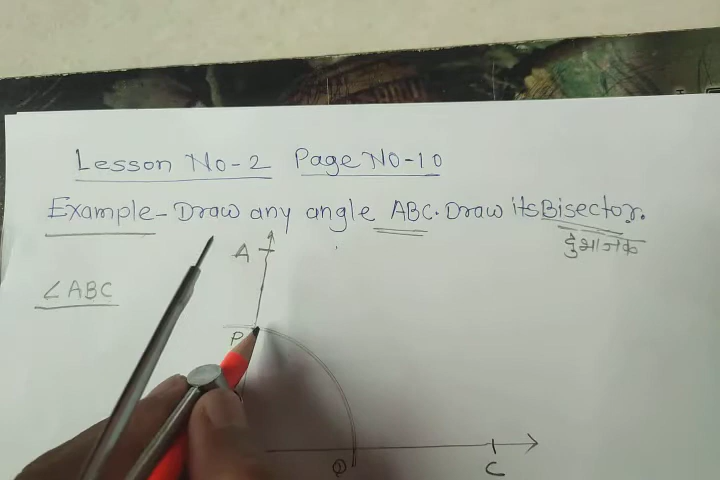 Lesson No-2 Page No-10
Example- Draw any angle ABC. Draw its Bisector.
दुभाजक
A
∠ABC
P
Q
C